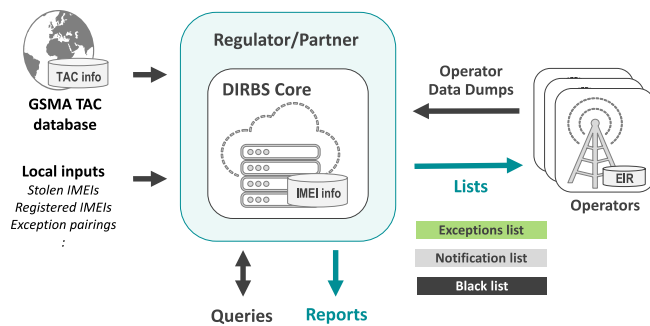 TAC info
GSMA TAC
database
Local inputs
Stolen IMEIs
Registered IMEIs
Exception pairings
:
Regulator/Partner
DIRBS Core
IMEI info
Queries
Reports
Operator
Data Dumps
Lists
EIR
Operators
Exceptions list
Notification list
Black list